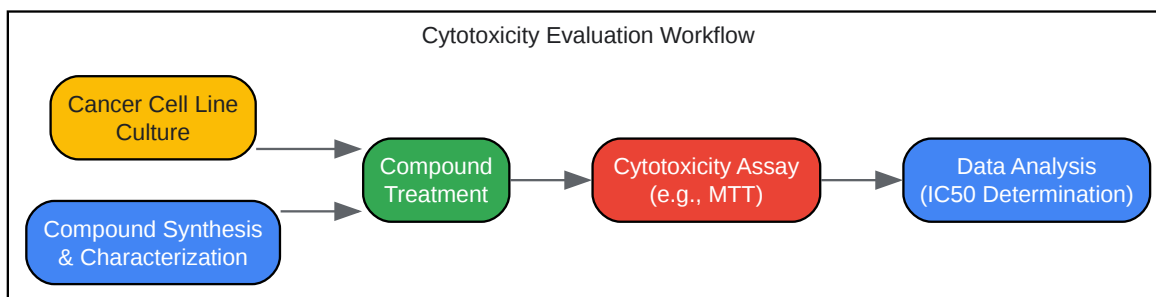 Cytotoxicity Evaluation Workflow
Cancer Cell Line
Culture
Compound Synthesis
& Characterization
Compound
Treatment
Cytotoxicity Assay
(e.g., MTT)
Data Analysis
(IC50 Determination)